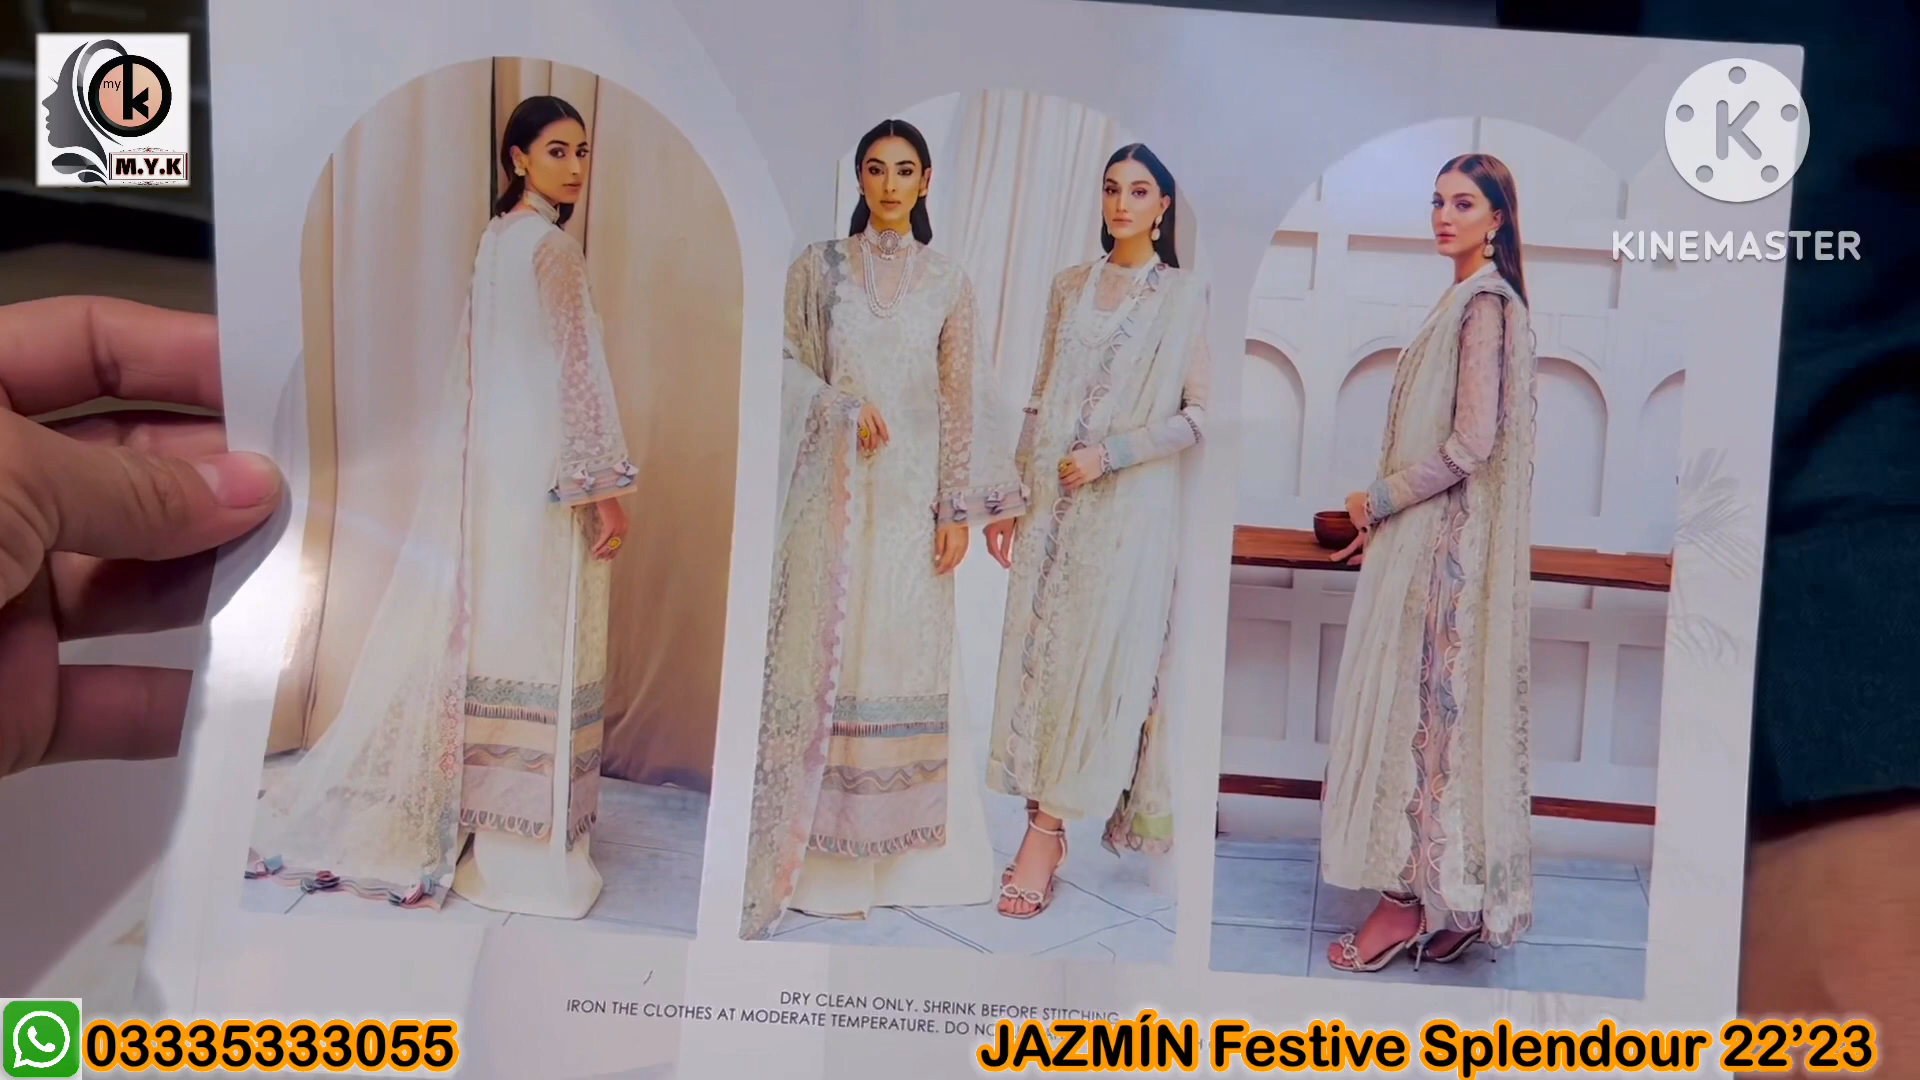 my
k
M.Y.K
K
KINEMASTER
DRY CLEAN ONLY. SHRINK BEFORE STITCHING
IRON THE CLOTHES AT MODERATE TEMPERATURE. DO
03335333055
JAZMÍN Festive Splendour 22’23